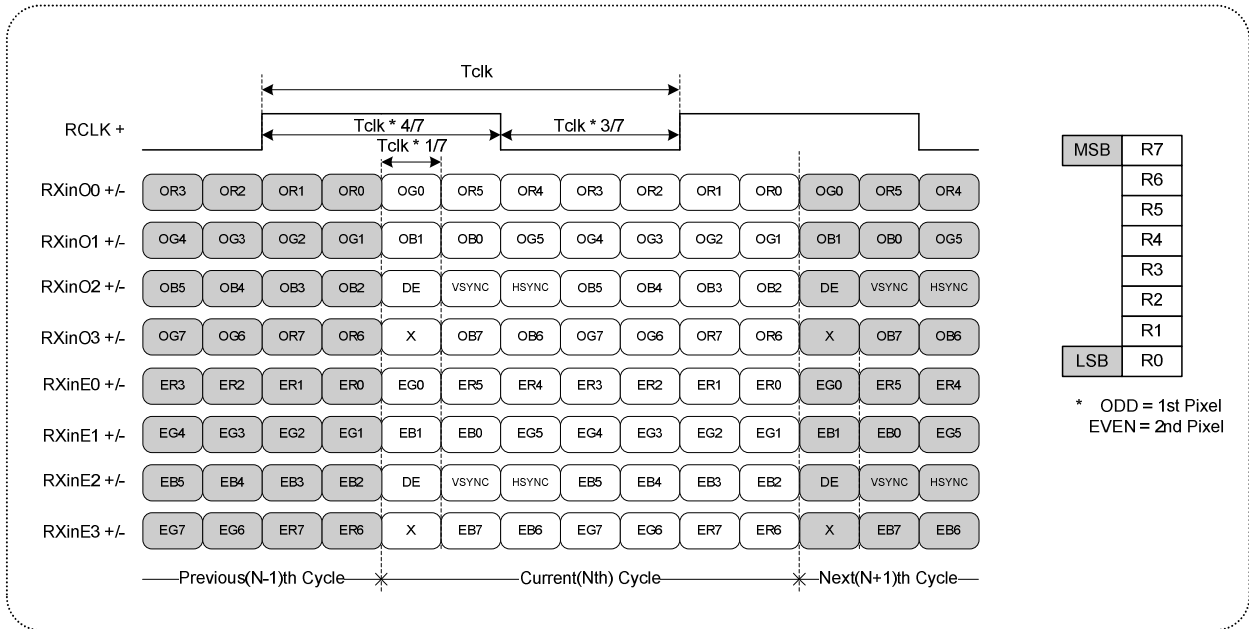 Tclk
RCLK +
Tclk * 4/7 Tclk * 3/7
Tclk * 1/7
RXinO0 +/- OR3 OR2 OR1 OR0 OG0 OR5 OR4 OR3 OR2 OR1 OR0 OG0 OR5 OR4
RXinO1 +/- OG4 OG3 OG2 OG1 OB1 OB0 OG5 OG4 OG3 OG2 OG1 OB1 OB0 OG5
RXinO2 +/- OB5 OB4 OB3 OB2 DE VSYNC HSYNC OB5 OB4 OB3 OB2 DE VSYNC HSYNC
RXinO3 +/- OG7 OG6 OR7 OR6 X OB7 OB6 OG7 OG6 OR7 OR6 X OB7 OB6
RXinE0 +/- ER3 ER2 ER1 ER0 EG0 ER5 ER4 ER3 ER2 ER1 ER0 EG0 ER5 ER4
RXinE1 +/- EG4 EG3 EG2 EG1 EB1 EB0 EG5 EG4 EG3 EG2 EG1 EB1 EB0 EG5
RXinE2 +/- EB5 EB4 EB3 EB2 DE VSYNC HSYNC EB5 EB4 EB3 EB2 DE VSYNC HSYNC
RXinE3 +/- EG7 EG6 ER7 ER6 X EB7 EB6 EG7 EG6 ER7 ER6 X EB7 EB6
Previous(N-1)th Cycle Current(Nth) Cycle Next(N+1)th Cycle
MSB R7
R6
R5
R4
R3
R2
R1
LSB R0
* ODD = 1st Pixel
EVEN = 2nd Pixel